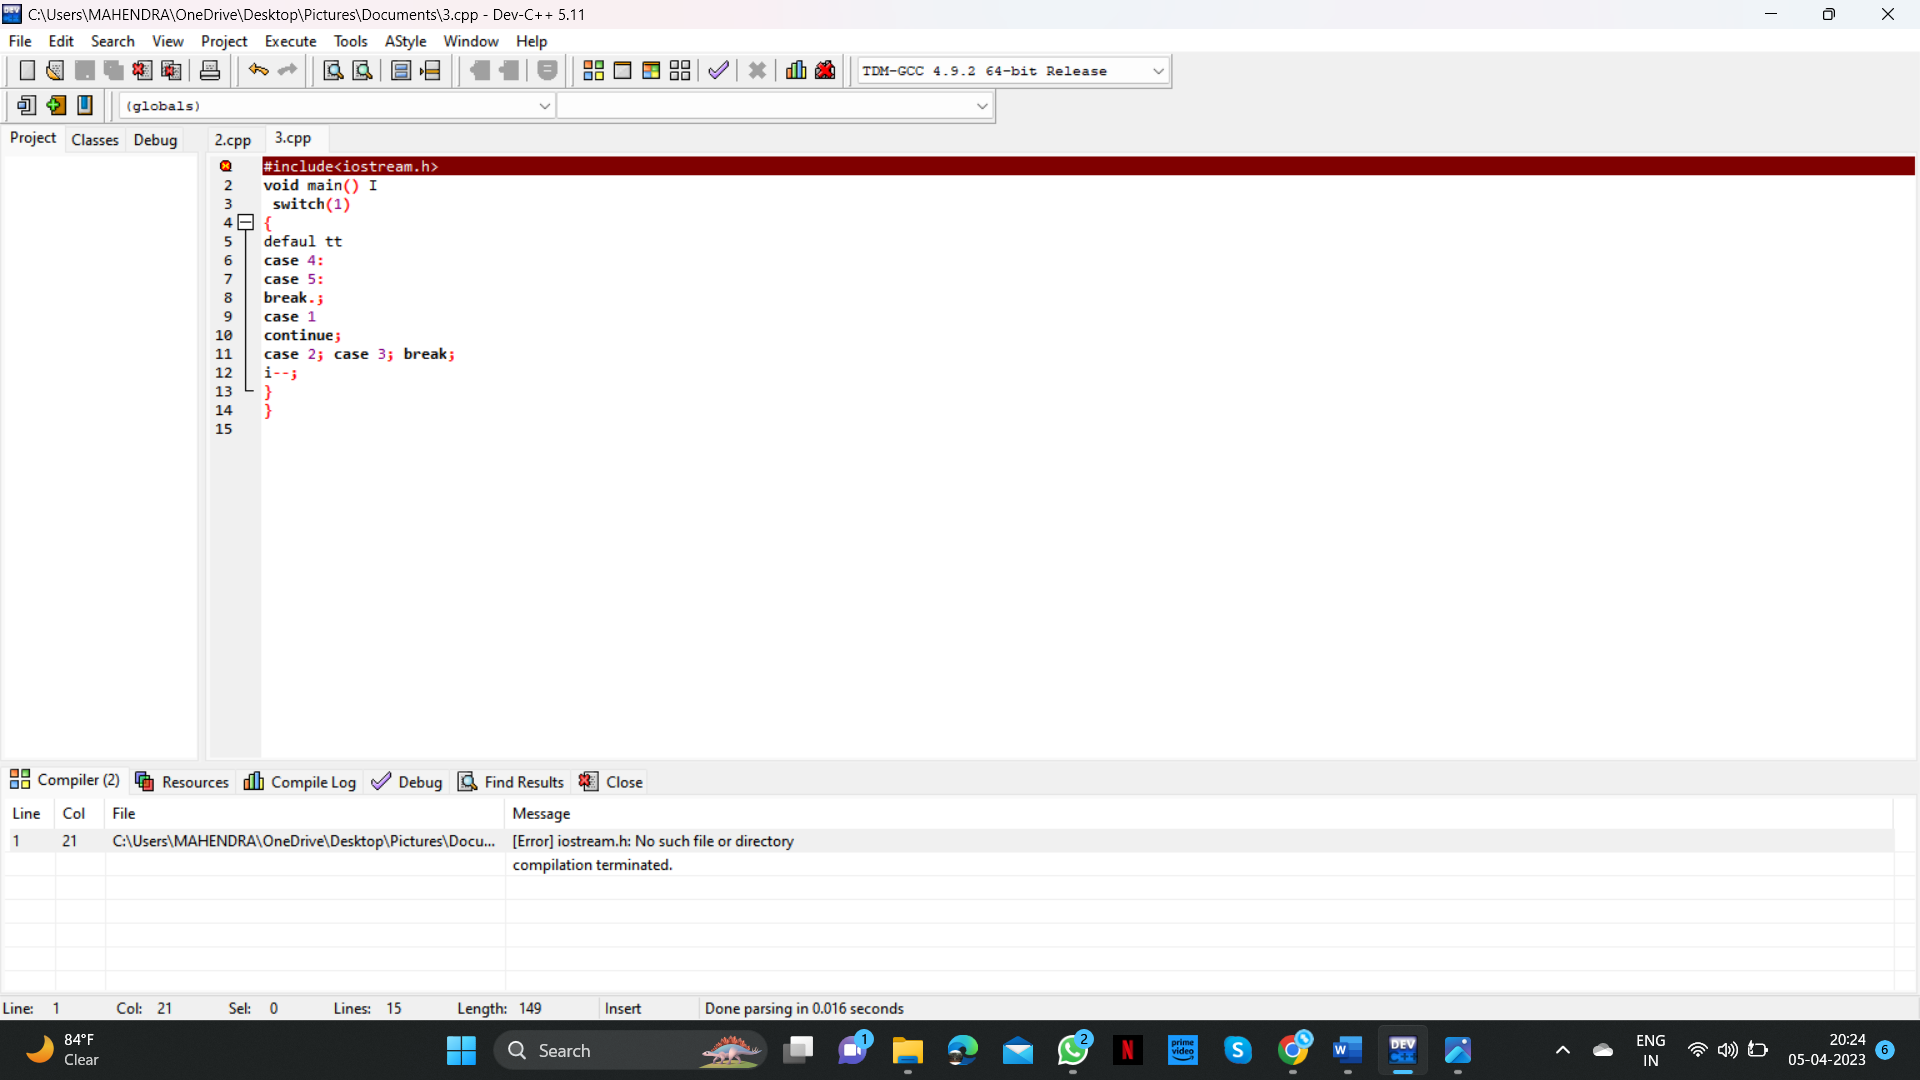 C:\Users\MAHENDRA\OneDrive\Desktop\Pictures\Documents\3.cpp - Dev-C++ 5.11
File Edit Search View Project Execute Tools AStyle Window Help
TDM-GCC 4.9.2 64-bit Release
(globals)
Project Classes Debug 2.cpp 3.cpp
#include<iostream.h>
2 void main()
3 switch(1)
4 {
5 defaul tt
6 case 4:
7 case 5:
8 break.;
9 case 1
10 continue;
11 case 2; case 3; break;
12 i--;
13 }
14 }
15
Compiler (2) Resources Compile Log Debug Find Results Close
Line Col File Message
1 21 C:\Users\MAHENDRA\OneDrive\Desktop\Pictures\Docu... [Error] iostream.h: No such file or directory
compilation terminated.
Line: 1 Col: 21 Sel: 0 Lines: 15 Length: 149 Insert Done parsing in 0.016 seconds
84°F
Clear
Search
1
prime video
S
2
N
W
DEV C++
ENG
IN
20:24
05-04-2023
6